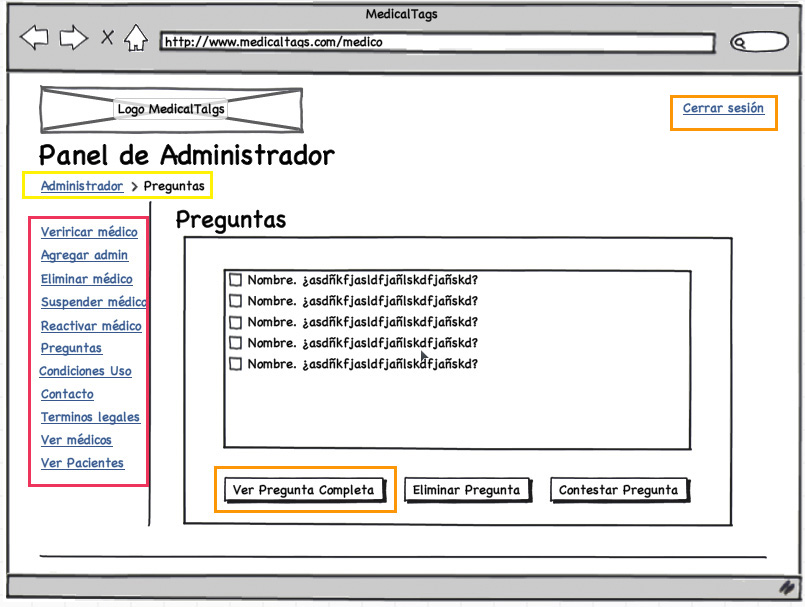 MedicalTags
http://www.medicaltags.com/medico
Logo MedicalTalgs
Cerrar sesión
Panel de Administrador
Administrador > Preguntas
Veriricar médico
Agregar admin
Eliminar médico
Suspender médico
Reactivar médico
Preguntas
Condiciones Uso
Contacto
Terminos legales
Ver médicos
Ver Pacientes
Preguntas
Nombre. ¿asdñkfjasldfjañlskdfjañskd?
Nombre. ¿asdñkfjasldfjañlskdfjañskd?
Nombre. ¿asdñkfjasldfjañlskdfjañskd?
Nombre. ¿asdñkfjasldfjañlskdfjañskd?
Nombre. ¿asdñkfjasldfjañlskdfjañskd?
Ver Pregunta Completa
Eliminar Pregunta
Contestar Pregunta